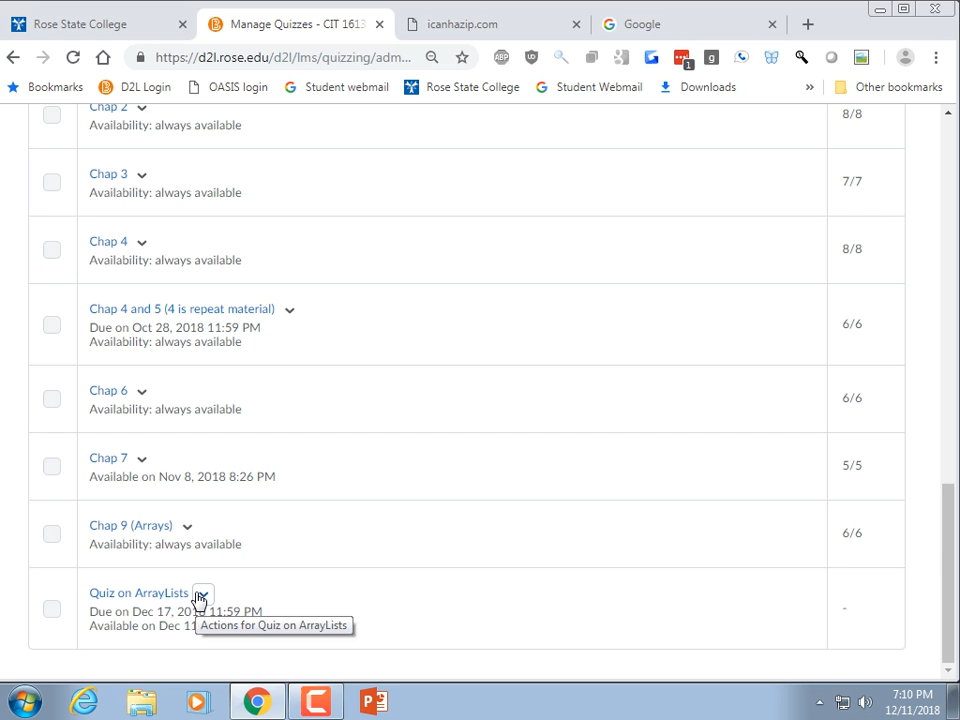 Rose State College
Manage Quizzes - CIT 1613
icanhazip.com
Google
https://d2l.rose.edu/d2l/lms/quizzing/adm...
ABP
1
g
Bookmarks
D2L Login
OASIS login
Student webmail
Rose State College
Student Webmail
Downloads
»
Other bookmarks
Chap 2
Availability: always available
8/8
Chap 3
Availability: always available
7/7
Chap 4
Availability: always available
8/8
Chap 4 and 5 (4 is repeat material)
Due on Oct 28, 2018 11:59 PM
Availability: always available
6/6
Chap 6
Availability: always available
6/6
Chap 7
Available on Nov 8, 2018 8:26 PM
5/5
Chap 9 (Arrays)
Availability: always available
6/6
Quiz on ArrayLists
Due on Dec 17, 2018 11:59 PM
Available on Dec 11
-
Actions for Quiz on ArrayLists
7:10 PM
12/11/2018